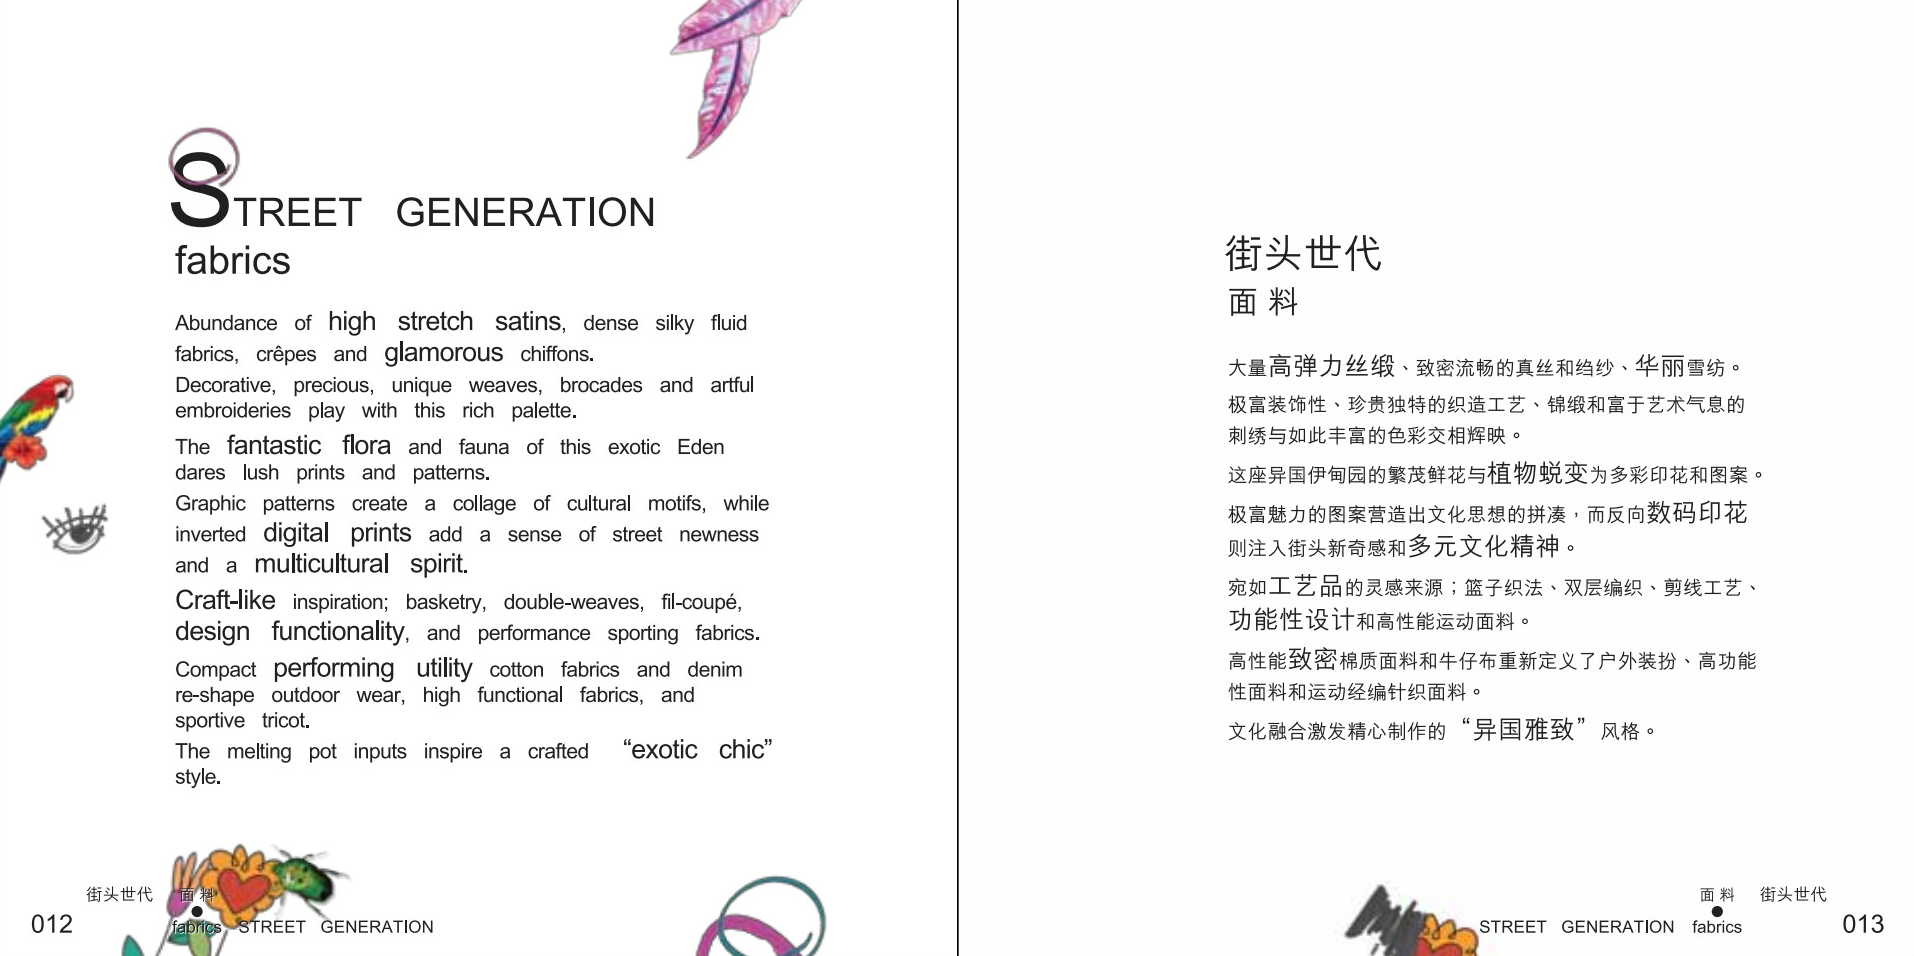 STREET GENERATION
fabrics
Abundance of high stretch satins, dense silky fluid
fabrics, crêpes and glamorous chiffons.
Decorative, precious, unique weaves, brocades and artful
embroideries play with this rich palette.
The fantastic flora and fauna of this exotic Eden
dares lush prints and patterns.
Graphic patterns create a collage of cultural motifs, while
inverted digital prints add a sense of street newness
and a multicultural spirit.
Craft-like inspiration; basketry, double-weaves, fil-coupé,
design functionality, and performance sporting fabrics.
Compact performing utility cotton fabrics and denim
re-shape outdoor wear, high functional fabrics, and
sportive tricot.
The melting pot inputs inspire a crafted “exotic chic”
style.
街头世代 面料
012 fabrics STREET GENERATION
街头世代
面料
大量高弹力丝缎、致密流畅的真丝和绉纱、华丽雪纺。
极富装饰性、珍贵独特的织造工艺、锦缎和富于艺术气息的
刺绣与如此丰富的色彩交相辉映。
这座异国伊甸园的繁茂鲜花与植物蜕变为多彩印花和图案。
极富魅力的图案营造出文化思想的拼凑，而反向数码印花
则注入街头新奇感和多元文化精神。
宛如工艺品的灵感来源；篮子织法、双层编织、剪线工艺、
功能性设计和高性能运动面料。
高性能致密棉质面料和牛仔布重新定义了户外装扮、高功能
性面料和运动经编针织面料。
文化融合激发精心制作的“异国雅致”风格。
面料 街头世代
STREET GENERATION fabrics 013